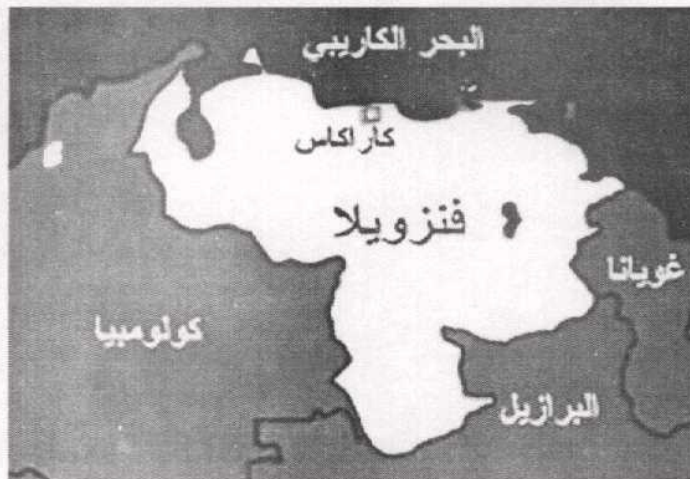 البحر الكاريبي
كاراكاس
فنزويلا
غويانا
كولومبيا
البرازيل